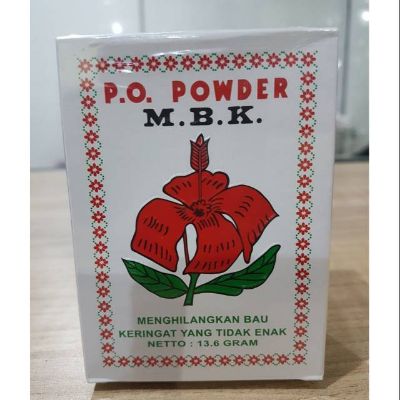 P.O. POWDER
M.B.K.
MENGHILANGKAN BAU
KERINGAT YANG TIDAK ENAK
NETTO : 13.6 GRAM